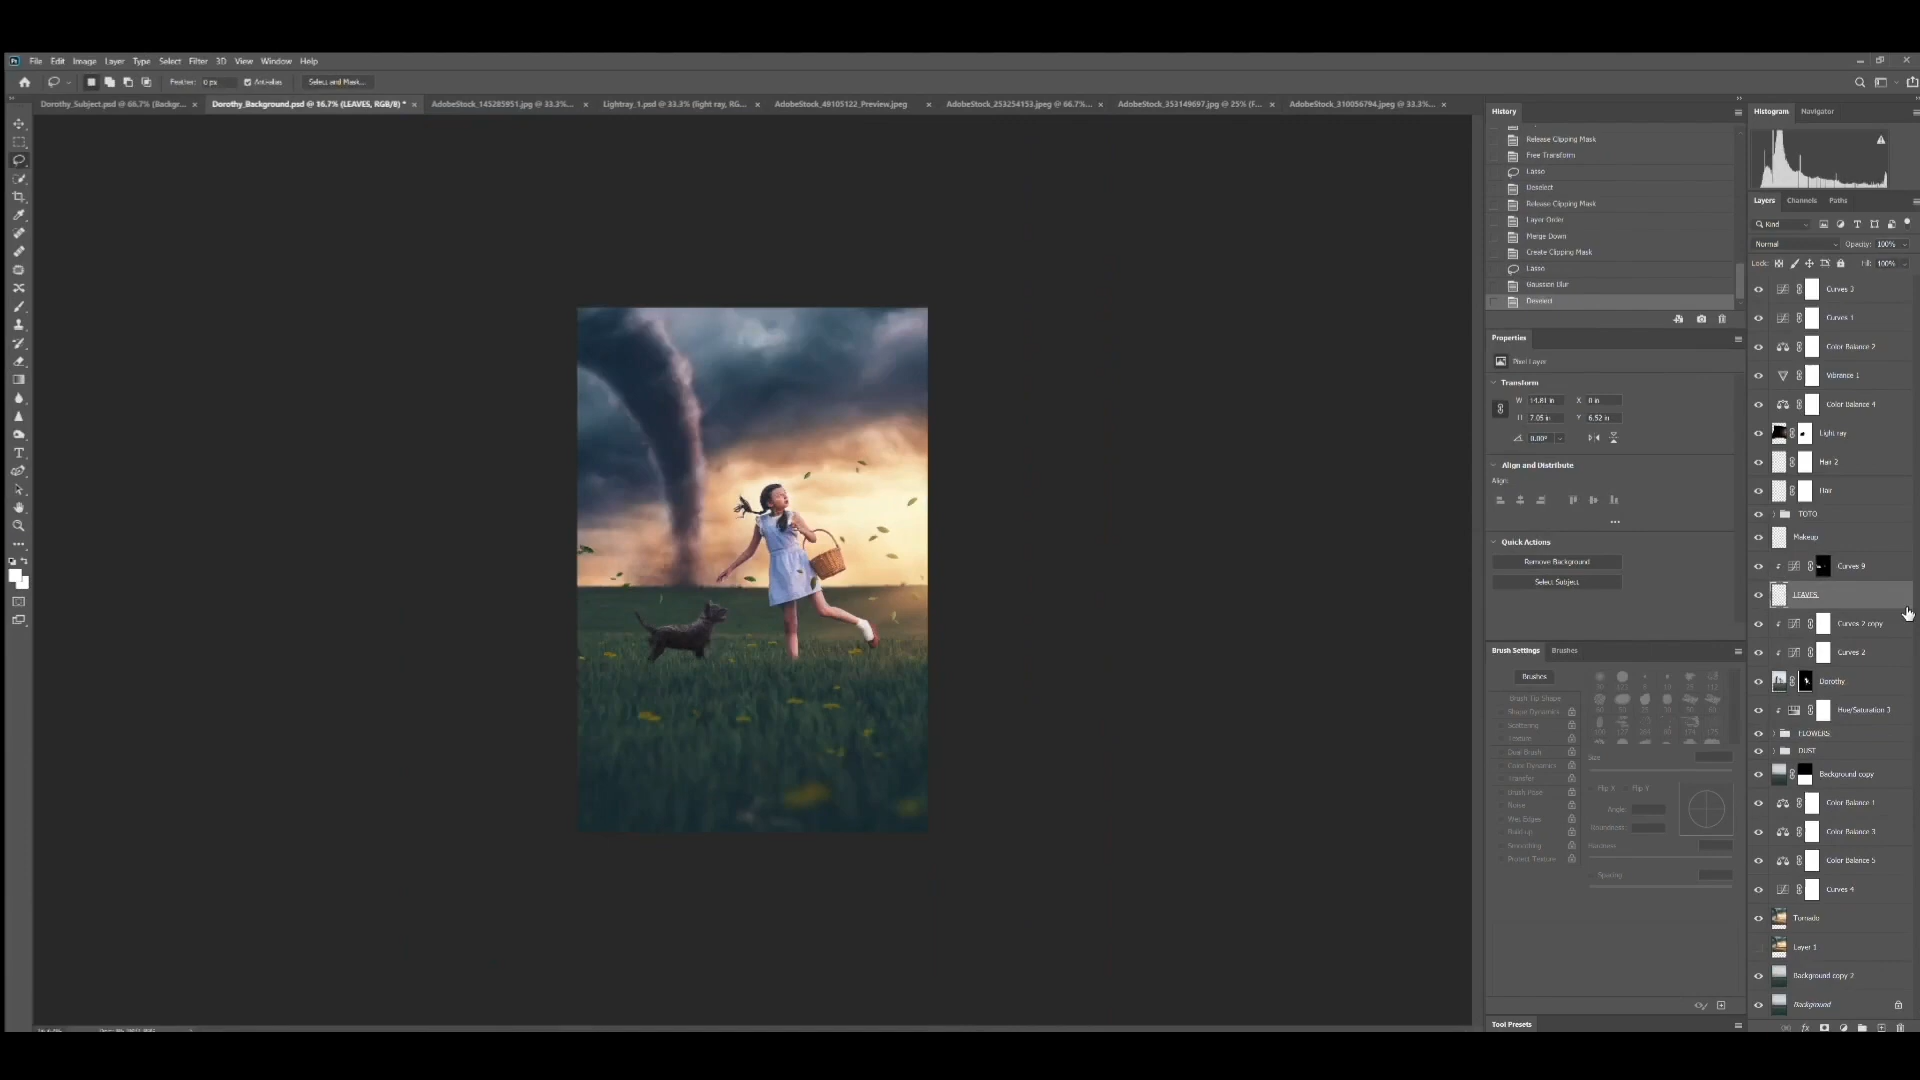 File Edit Image Layer Type Select Filter 3D View Window Help
Feather: 0 px Anti-alias Select and Mask...
Dorothy_Subject.psd @ 66.7% (Backgr... × Dorothy_Background.psd @ 16.7% (LEAVES, RGB/8) * × AdobeStock_145285951.jpg @ 33.3%... × Lightray_1.psd @ 33.3% (light ray, RG... × AdobeStock_49105122_Preview.jpeg × AdobeStock_253254153.jpeg @ 66.7%... × AdobeStock_353149697.jpg @ 25% (F... × AdobeStock_310056794.jpeg @ 33.3%... ×
History
Release Clipping Mask
Free Transform
Lasso
Deselect
Release Clipping Mask
Layer Order
Merge Down
Create Clipping Mask
Lasso
Gaussian Blur
Deselect
Properties
Pixel Layer
Transform
W 14.81 in X 0 in
H 7.05 in Y 6.52 in
0.00°
Align and Distribute
Align:
Quick Actions
Remove Background
Select Subject
Brush Settings Brushes
Brushes
Brush Tip Shape
Shape Dynamics
Scattering
Texture
Dual Brush
Color Dynamics
Transfer
Brush Pose
Noise
Wet Edges
Build-up
Smoothing
Protect Texture
Size
Flip X Flip Y
Angle:
Roundness:
Hardness
Spacing
Tool Presets
Histogram Navigator
Layers Channels Paths
Kind
Normal Opacity: 100%
Lock: Fill: 100%
Curves 3
Curves 1
Color Balance 2
Vibrance 1
Color Balance 4
Light ray
Hair 2
Hair
TOTO
Makeup
Curves 9
LEAVES
Curves 2 copy
Curves 2
Dorothy
Hue/Saturation 3
FLOWERS
DUST
Background copy
Color Balance 1
Color Balance 3
Color Balance 5
Curves 4
Tornado
Layer 1
Background copy 2
Background